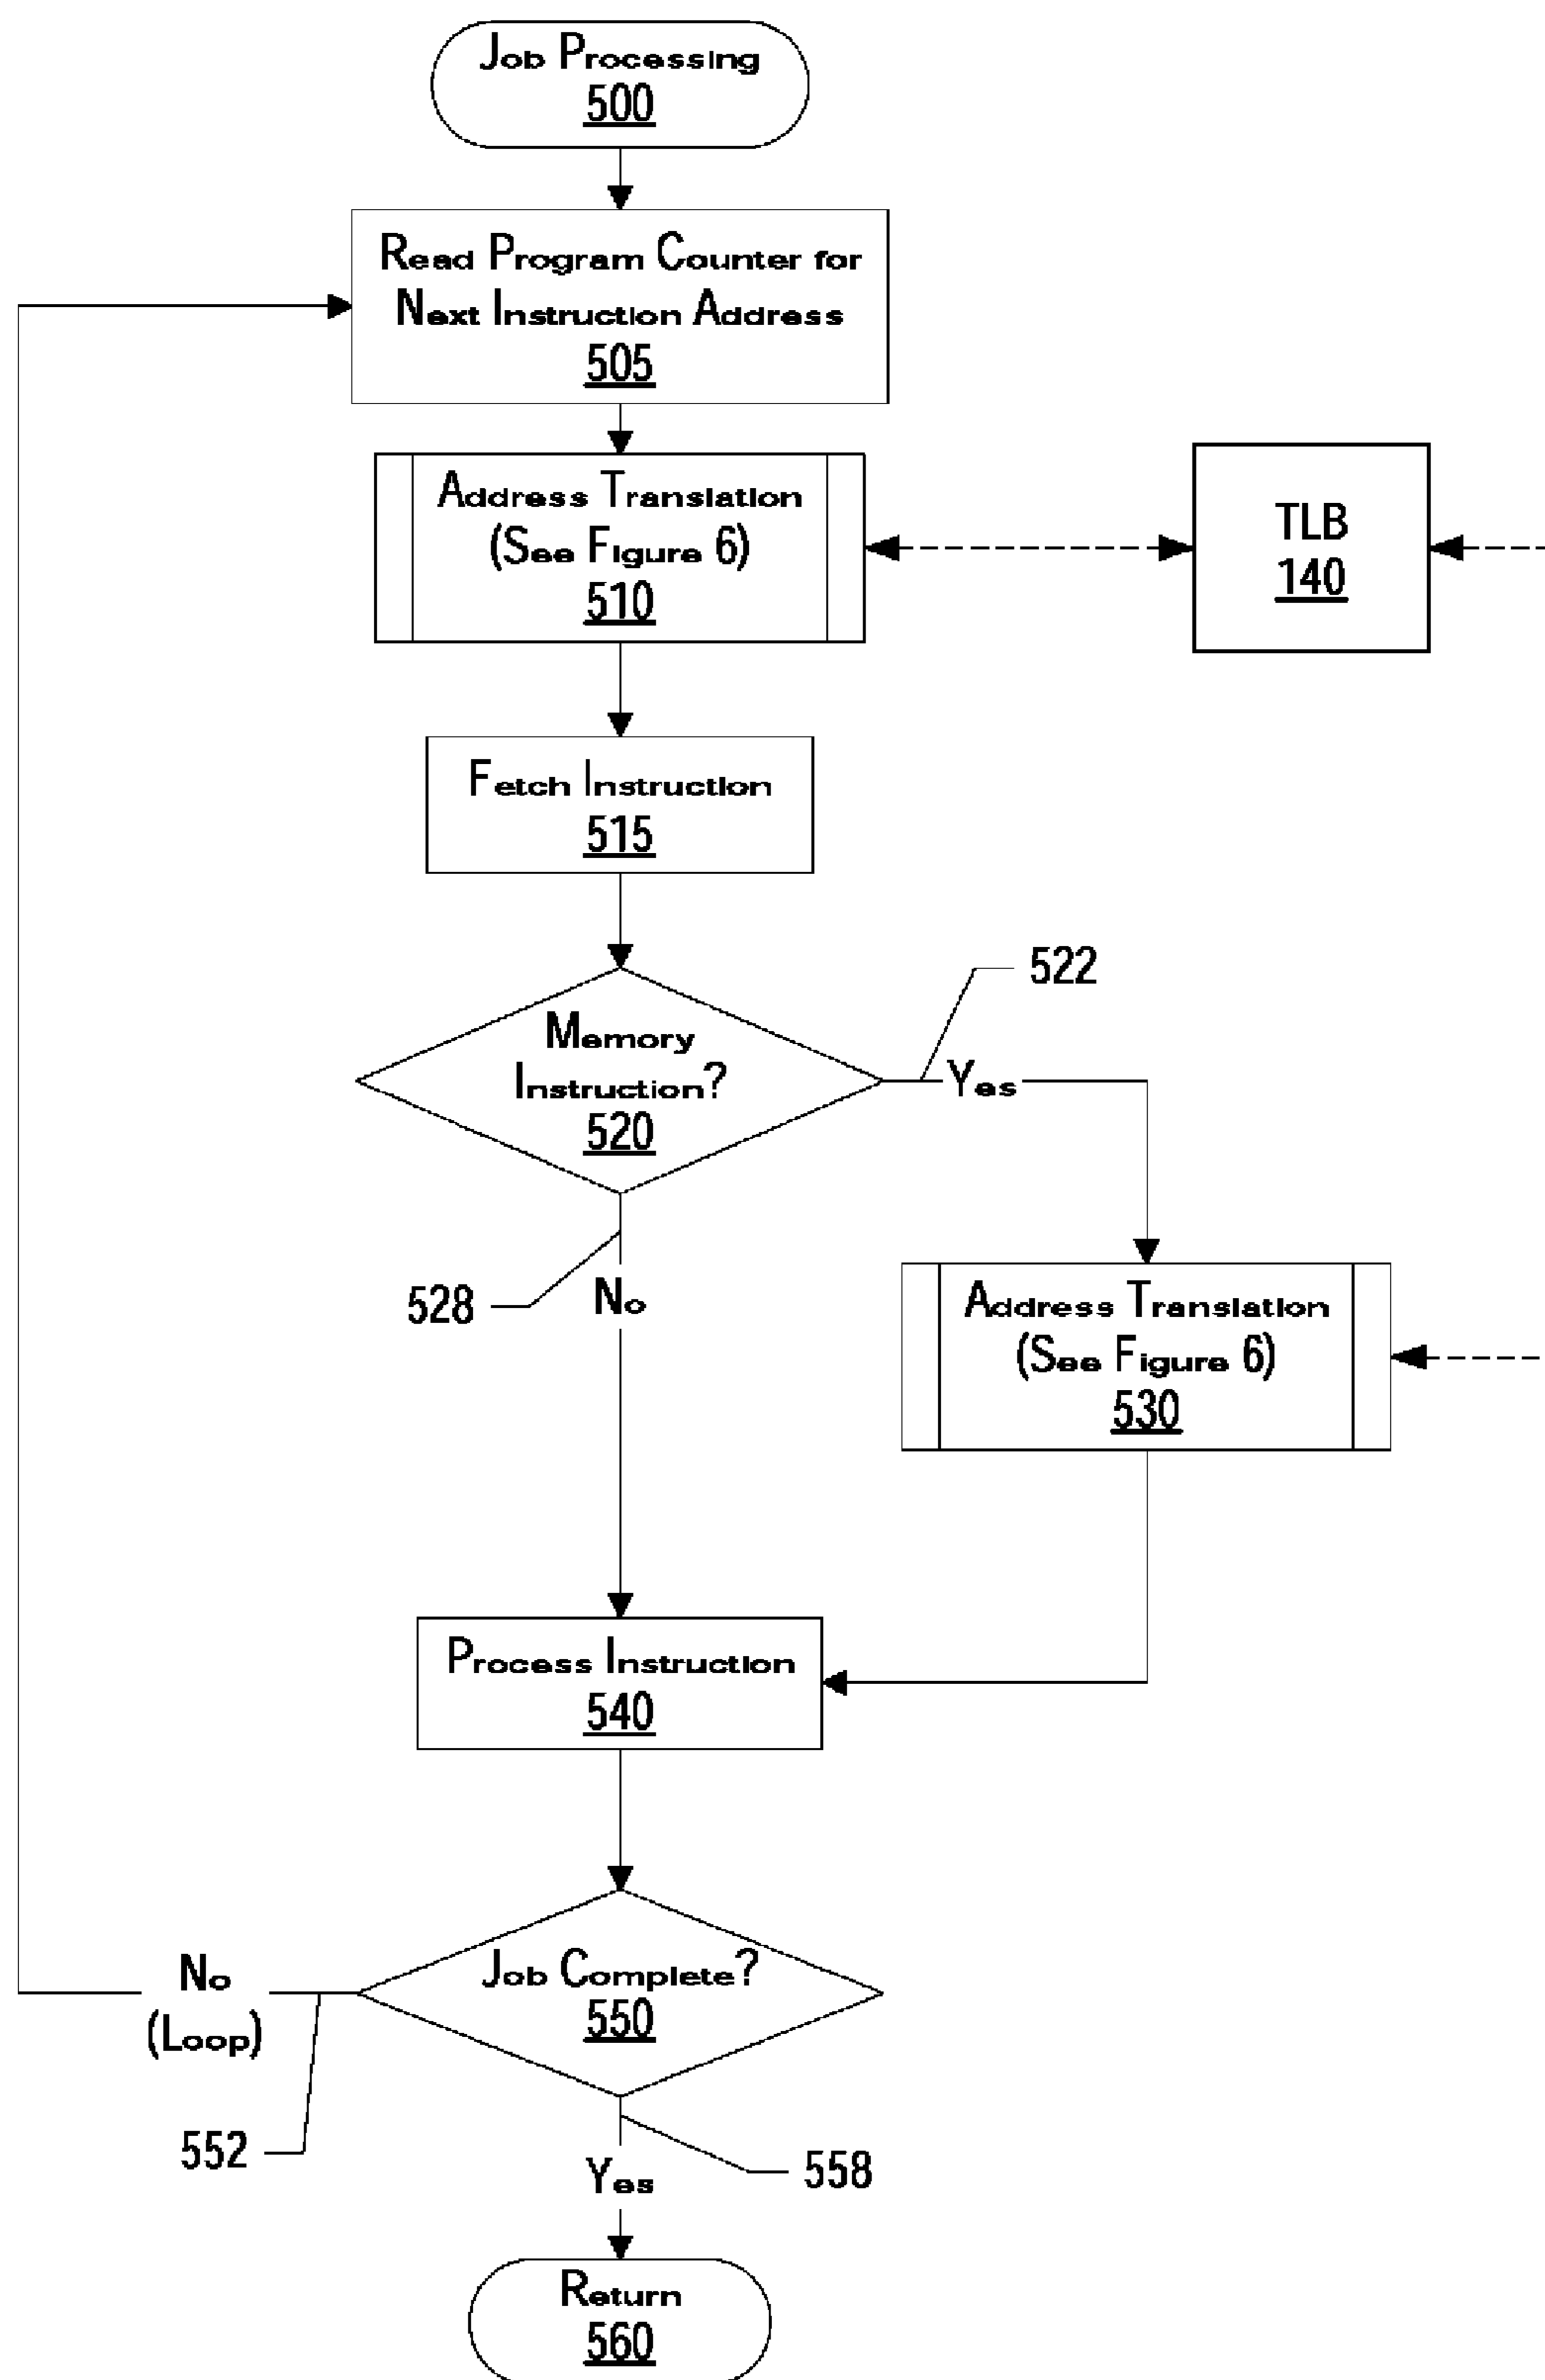 Job Processing
500
Read Program Counter for
Next Instruction Address
505
Address Translation
(See Figure 6)
510
TLB
140
Fetch Instruction
515
522
Memory
Instruction?
520
Yes
528
No
Address Translation
(See Figure 6)
530
Process Instruction
540
Job Complete?
550
No
(Loop)
552
558
Yes
Return
560